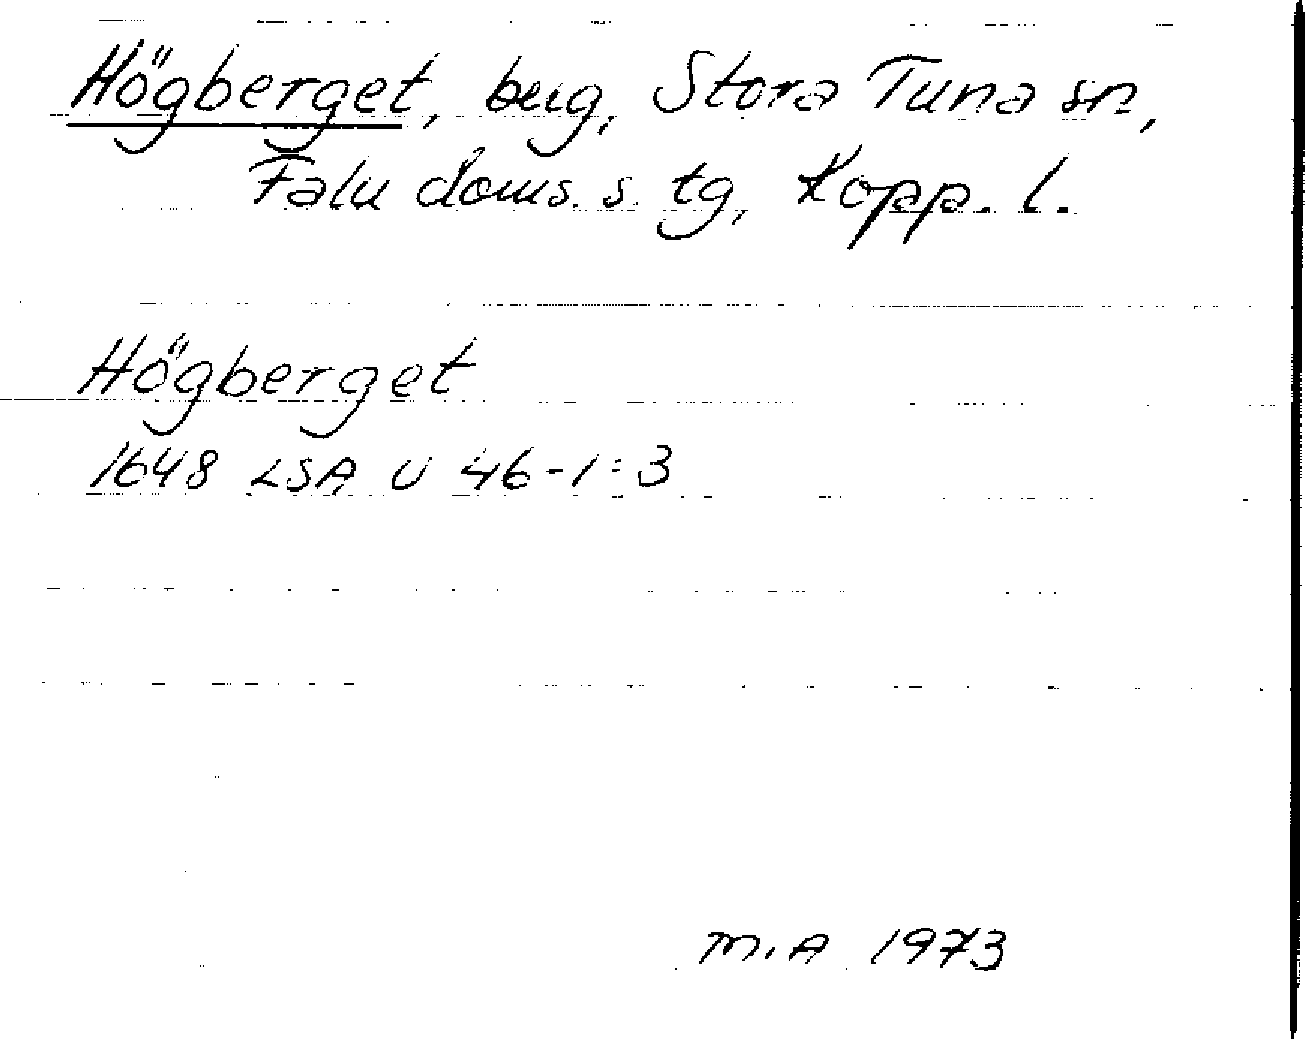 Högberget, berg, Stora Tuna sn,
Falu doms. s. tg, Kopp. l.
Högberget
1648 LSA U 46-1:3
M.A 1973